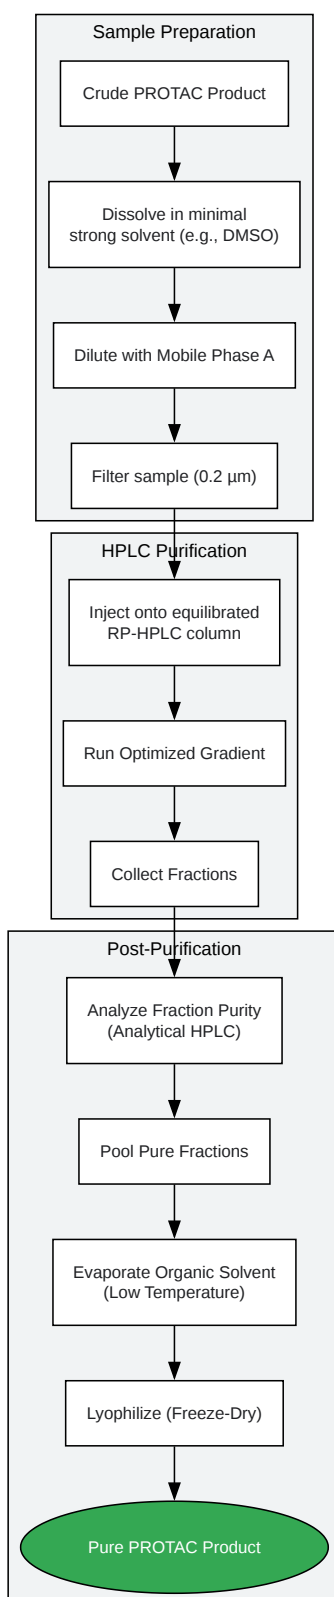 Sample Preparation
Crude PROTAC Product
Dissolve in minimal
strong solvent (e.g., DMSO)
Dilute with Mobile Phase A
Filter sample (0.2 µm)
HPLC Purification
Inject onto equilibrated
RP-HPLC column
Run Optimized Gradient
Collect Fractions
Post-Purification
Analyze Fraction Purity
(Analytical HPLC)
Pool Pure Fractions
Evaporate Organic Solvent
(Low Temperature)
Lyophilize (Freeze-Dry)
Pure PROTAC Product